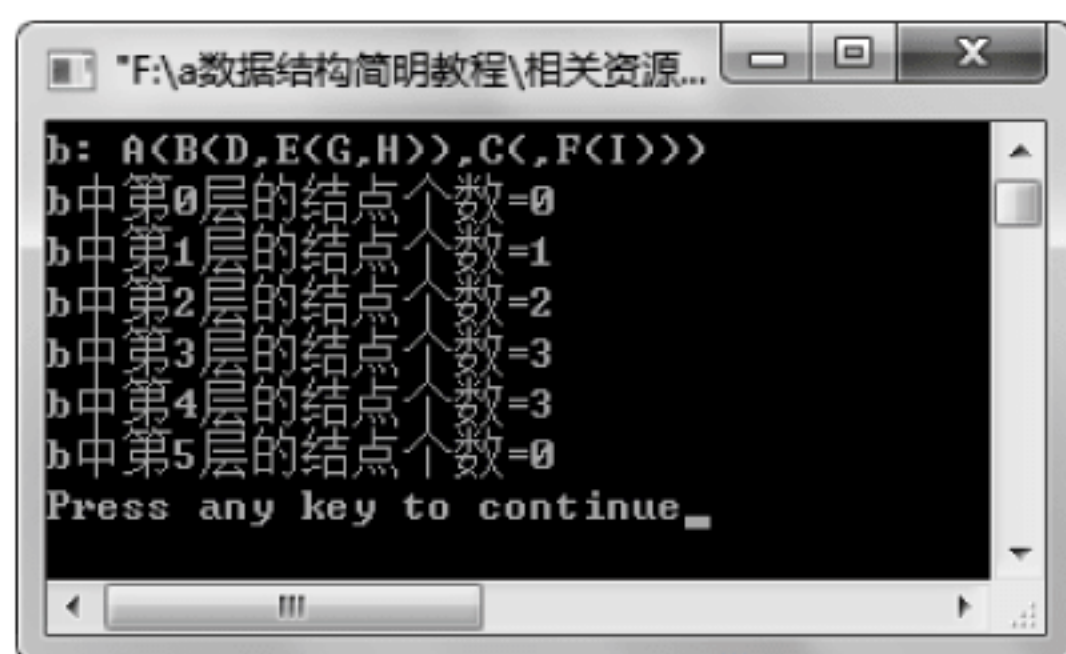 "F:\a数据结构简明教程\相关资源...
b: A(B(D,E(G,H)),C(,F(I)))
b中第0层的结点个数=0
b中第1层的结点个数=1
b中第2层的结点个数=2
b中第3层的结点个数=3
b中第4层的结点个数=3
b中第5层的结点个数=0
Press any key to continue_